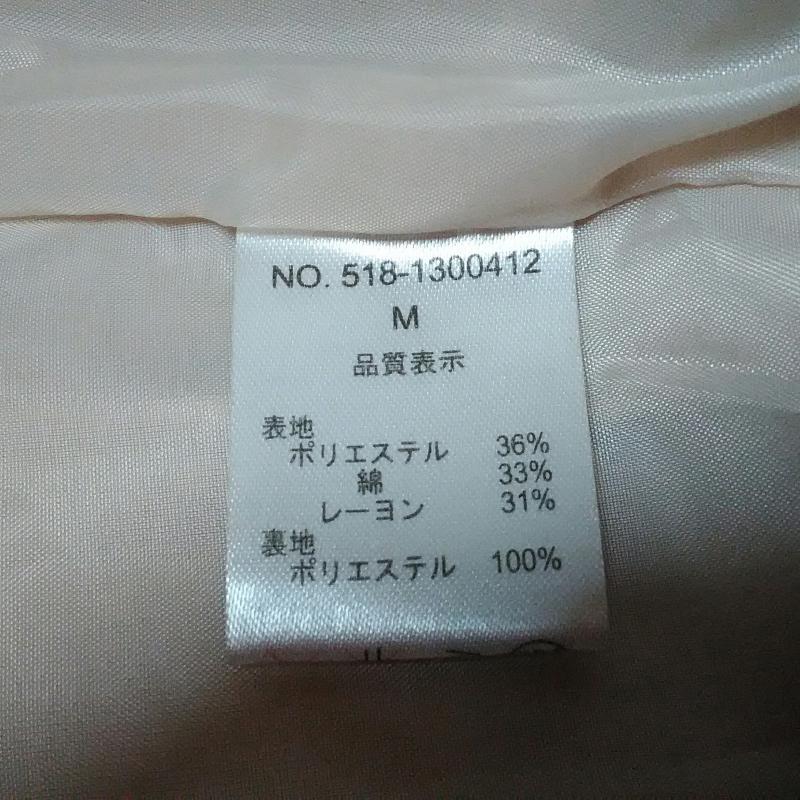 NO. 518-1300412
M
品質表示
表地
ポリエステル 36%
綿 33%
レーヨン 31%
裏地
ポリエステル 100%